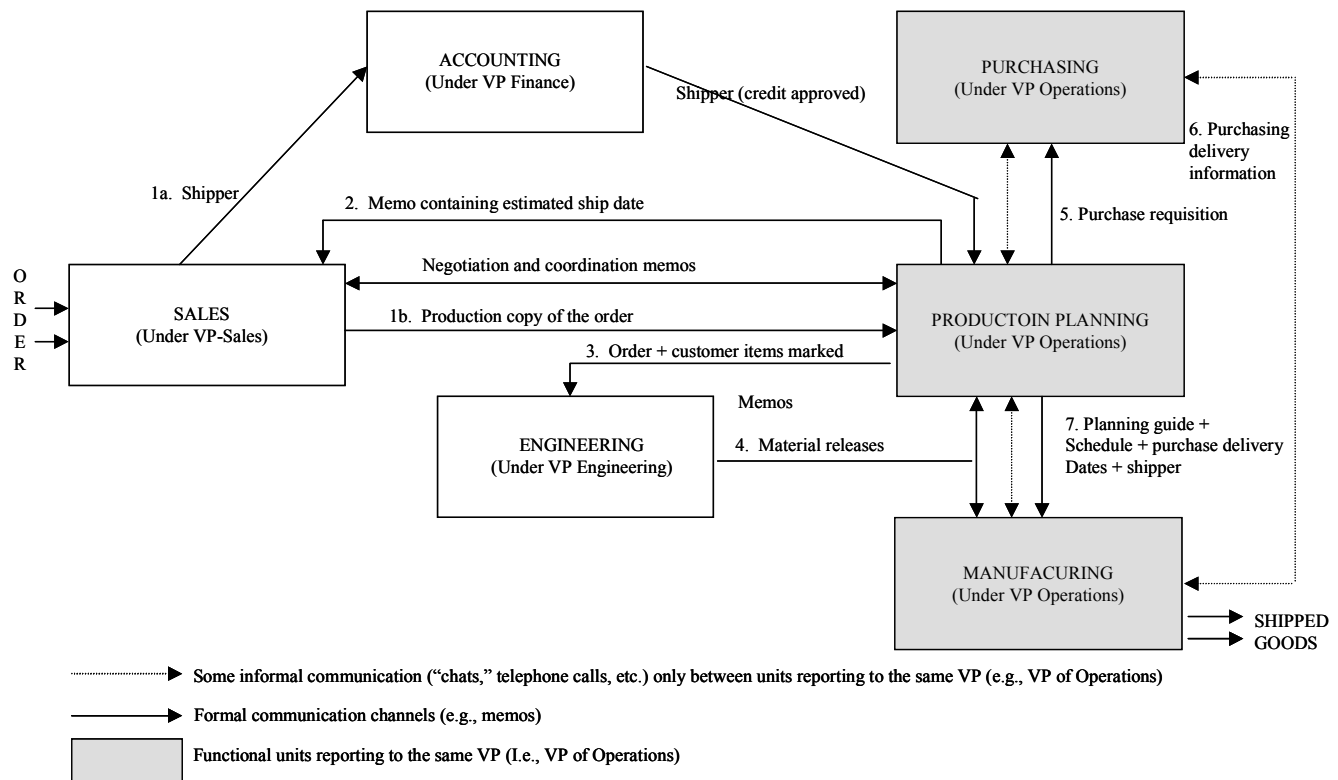 ACCOUNTING
(Under VP Finance)
PURCHASING
(Under VP Operations)
Shipper (credit approved)
6. Purchasing
delivery
information
1a.  Shipper
2.  Memo containing estimated ship date
5. Purchase requisition
Negotiation and coordination memos
O
R
D
E
R
SALES
(Under VP-Sales)
1b.  Production copy of the order
PRODUCTOIN PLANNING
(Under VP Operations)
3.  Order + customer items marked
Memos
ENGINEERING
(Under VP Engineering)
4.  Material releases
7. Planning guide +
Schedule + purchase delivery
Dates + shipper
MANUFACURING
(Under VP Operations)
SHIPPED
GOODS
Some informal communication (“chats,” telephone calls, etc.) only between units reporting to the same VP (e.g., VP of Operations)
Formal communication channels (e.g., memos)
Functional units reporting to the same VP (I.e., VP of Operations)